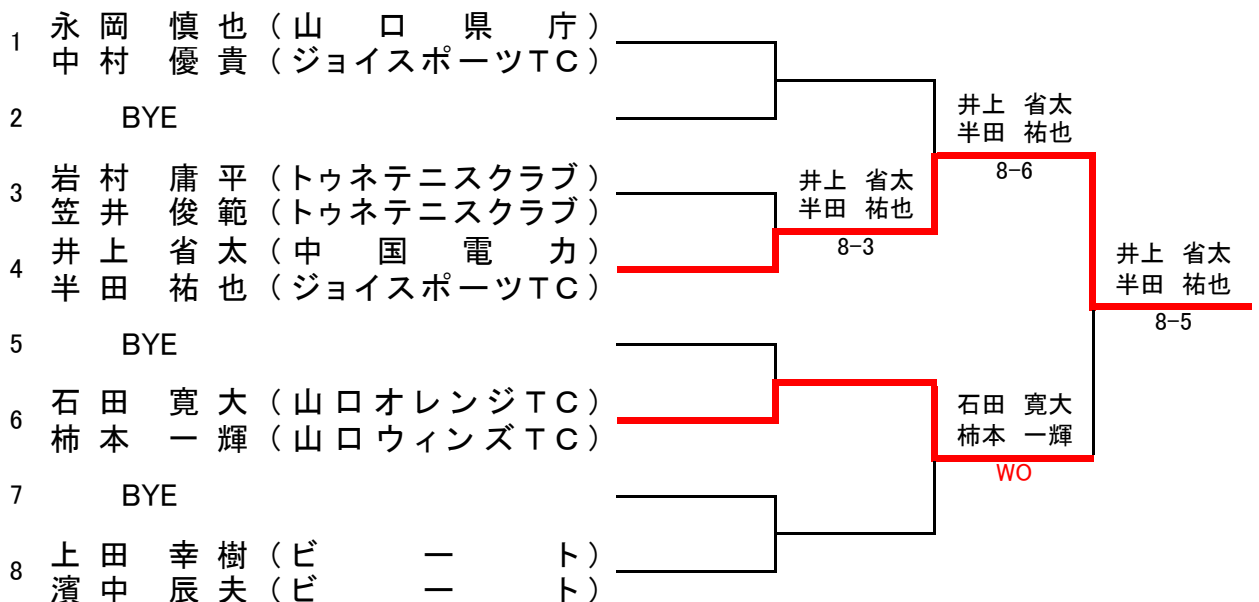 1 永岡 慎也（山口県庁）
中村 優貴（ジョイスポーツTC）
2 BYE
3 岩村 庸平（トゥネテニスクラブ）
笠井 俊範（トゥネテニスクラブ）
4 井上 省太（中国電力）
半田 祐也（ジョイスポーツTC）
5 BYE
6 石田 寛大（山口オレンジTC）
柿本 一輝（山口ウィンズTC）
7 BYE
8 上田 幸樹（ビート）
濱中 辰夫（ビート）
井上 省太
半田 祐也
8-3
井上 省太
半田 祐也
8-6
石田 寛大
柿本 一輝
WO
井上 省太
半田 祐也
8-5